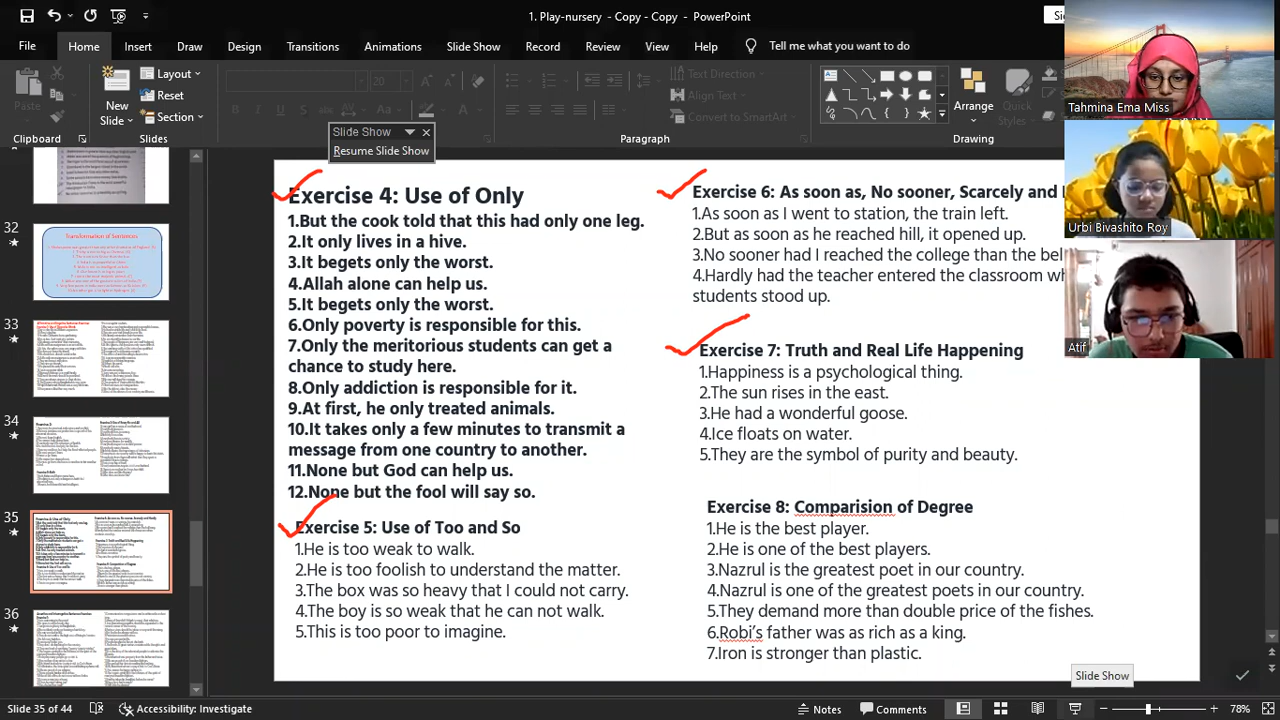 1. Play-nursery - Copy - Copy - PowerPoint
File Home Insert Draw Design Transitions Animations Slide Show Record Review View Help Tell me what you want to do
Paste
New Slide
Layout
Reset
Section
20
Text Direction
Align Text
Convert to SmartArt
Arrange
Quick
Clipboard Slides Paragraph Drawing
Slide Show
Resume Slide Show
Tahmina Ema Miss
Urbi Bivashito Roy
Atif
32
Transformation of Sentences
33
34
35
36
Exercise 4: Use of Only
1.But the cook told that this had only one leg.
2.It only lives in a hive.
3.It begets only the worst.
4.Allah alone can help us.
5.It begets only the worst.
6.Only poverty is responsible for this.
7.Only the meritorious students can get a
chance to study here.
8.Only addiction is responsible for it.
9.At first, he only treated animals.
10.It takes only a few minutes to transmit a
message from one country to another.
11.None but God can help us.
12.None but the fool will say so.
Exercise 5: Use of Too and So
1.He is too weak to walk.
2.He is too foolish to understand this matter.
3.The box was so heavy that I could not carry.
4.The boy is so weak that he can not walk.
5.This is too poor to imagine.
Exercise 6: As soon as, No sooner, Scarcely and
1.As soon as I went to station, the train left.
2.But as soon as he reached hill, it opened up.
3.No sooner had I reached the college than the
4.Hardly had the teacher entered the classroom
students stood up.
Exercise 7: Truth and Real Life Happening
1.Happiness is a psychological thing.
2.The sun rises in the east.
3.He had a wonderful goose.
4.Ice floats on water.
5.They are the symbol of purity and beauty.
Exercise 8: Comparison of Degree
1.He is the best player.
2.He is one of the best players.
3.Nazrul is the greatest poet in our country.
4.Nazrul is one of the greatest poets in our country.
5.The price is more than double price of the fishes.
6.Robin's father was as rich as a king.
7.Iron is stronger than plastic.
Slide Show
Slide 35 of 44 Accessibility: Investigate Notes Comments 78%